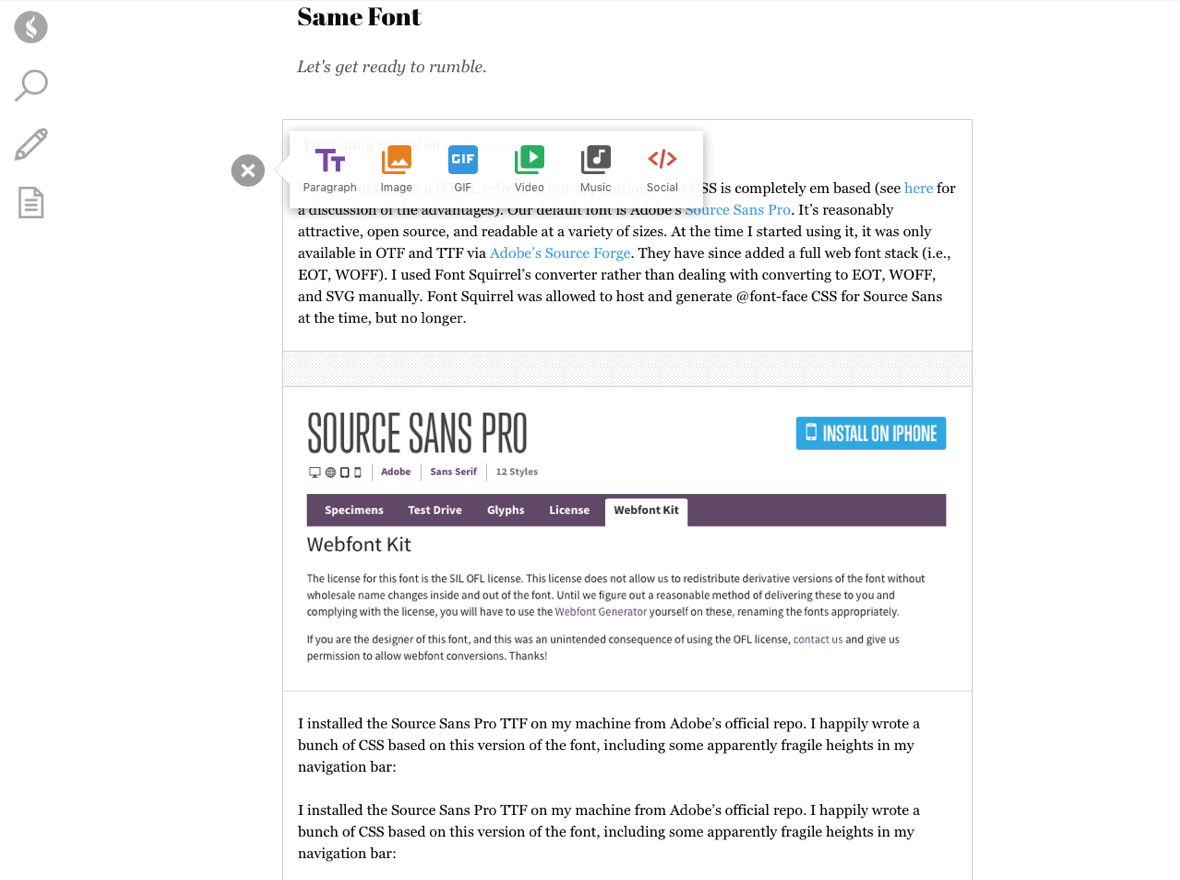 Same Font
Let's get ready to rumble.
Paragraph
Image
GIF
GIF
Video
Music
Social
CSS is completely em based (see here for
a discussion of the advantages). Our default font is Adobe's Source Sans Pro. It’s reasonably
attractive, open source, and readable at a variety of sizes. At the time I started using it, it was only
available in OTF and TTF via Adobe’s Source Forge. They have since added a full web font stack (i.e.,
EOT, WOFF). I used Font Squirrel’s converter rather than dealing with converting to EOT, WOFF,
and SVG manually. Font Squirrel was allowed to host and generate @font-face CSS for Source Sans
at the time, but no longer.
SOURCE SANS PRO
INSTALL ON IPHONE
Adobe
Sans Serif
12 Styles
Specimens
Test Drive
Glyphs
License
Webfont Kit
Webfont Kit
The license for this font is the SIL OFL license. This license does not allow us to redistribute derivative versions of the font without
wholesale name changes inside and out of the font. Until we figure out a reasonable method of delivering these to you and
complying with the license, you will have to use the Webfont Generator yourself on these, renaming the fonts appropriately.
If you are the designer of this font, and this was an unintended consequence of using the OFL license, contact us and give us
permission to allow webfont conversions. Thanks!
I installed the Source Sans Pro TTF on my machine from Adobe’s official repo. I happily wrote a
bunch of CSS based on this version of the font, including some apparently fragile heights in my
navigation bar:
I installed the Source Sans Pro TTF on my machine from Adobe’s official repo. I happily wrote a
bunch of CSS based on this version of the font, including some apparently fragile heights in my
navigation bar: